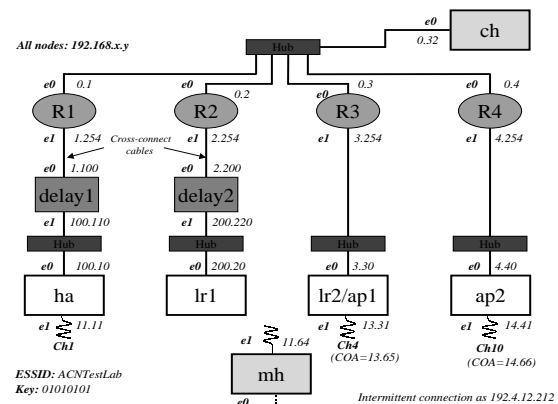 e0
0.32
ch
All nodes: 192.168.x.y
Hub
e0 0.1
e0 0.2
0.3
e0
e0 0.4
R1
R2
R3
R4
e1 1.254
Cross-connect
cables
e1 2.254
e1 3.254
e1 4.254
e0 1.100
e0 2.200
delay1
delay2
e1 100.110
e1 200.220
Hub
Hub
Hub
Hub
e0 100.10
e0 200.20
e0 3.30
e0 4.40
ha
lr1
lr2/ap1
ap2
e1 11.11
Ch1
e1 11.64
e1 13.31
Ch4
(COA=13.65)
e1 14.41
Ch10
(COA=14.66)
mh
ESSID: ACNTestLab
Key: 01010101
e0
Intermittent connection as 192.4.12.212